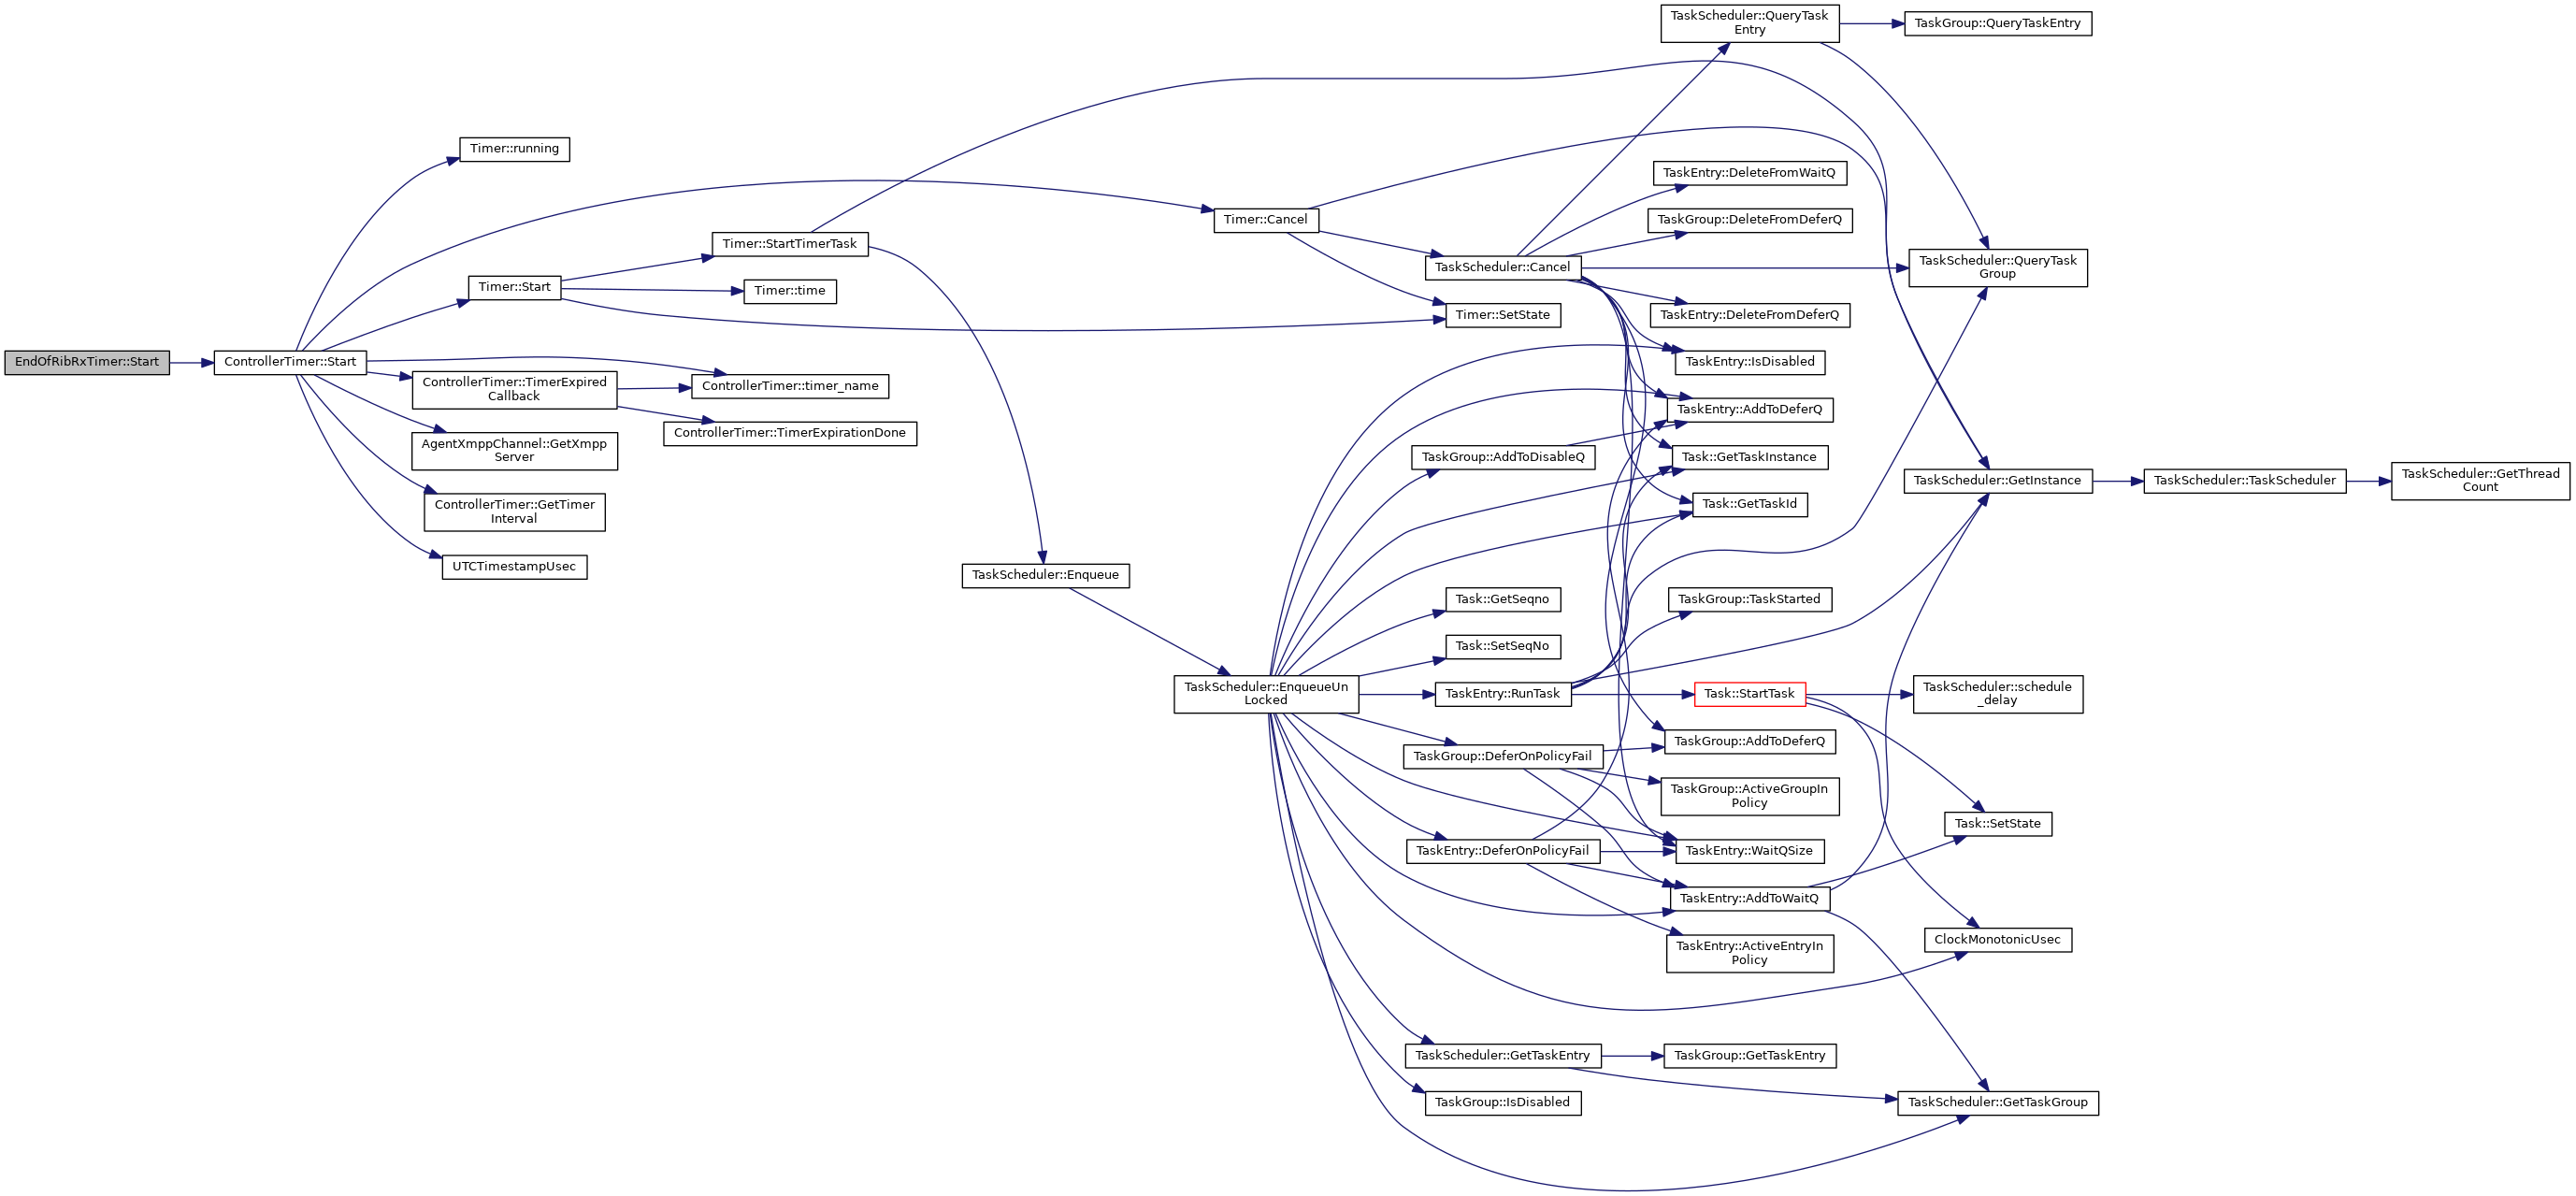 EndOfRibRxTimer::Start
ControllerTimer::Start
Timer::running
Timer::Start
ControllerTimer::TimerExpired
Callback
AgentXmppChannel::GetXmpp
Server
ControllerTimer::GetTimer
Interval
UTCTimestampUsec
Timer::StartTimerTask
Timer::time
ControllerTimer::timer_name
ControllerTimer::TimerExpirationDone
TaskScheduler::Enqueue
Timer::Cancel
TaskScheduler::EnqueueUn
Locked
TaskScheduler::Cancel
Timer::SetState
TaskGroup::AddToDisableQ
Task::GetSeqno
Task::SetSeqNo
TaskEntry::RunTask
TaskGroup::DeferOnPolicyFail
TaskEntry::DeferOnPolicyFail
TaskScheduler::GetTaskEntry
TaskGroup::IsDisabled
TaskScheduler::QueryTask
Entry
TaskEntry::DeleteFromWaitQ
TaskGroup::DeleteFromDeferQ
TaskEntry::DeleteFromDeferQ
TaskEntry::IsDisabled
TaskEntry::AddToDeferQ
Task::GetTaskInstance
Task::GetTaskId
TaskGroup::TaskStarted
Task::StartTask
TaskGroup::AddToDeferQ
TaskGroup::ActiveGroupIn
Policy
TaskEntry::WaitQSize
TaskEntry::AddToWaitQ
TaskEntry::ActiveEntryIn
Policy
TaskGroup::GetTaskEntry
TaskGroup::QueryTaskEntry
TaskScheduler::QueryTask
Group
TaskScheduler::GetInstance
TaskScheduler::schedule
_delay
Task::SetState
ClockMonotonicUsec
TaskScheduler::GetTaskGroup
TaskScheduler::TaskScheduler
TaskScheduler::GetThread
Count